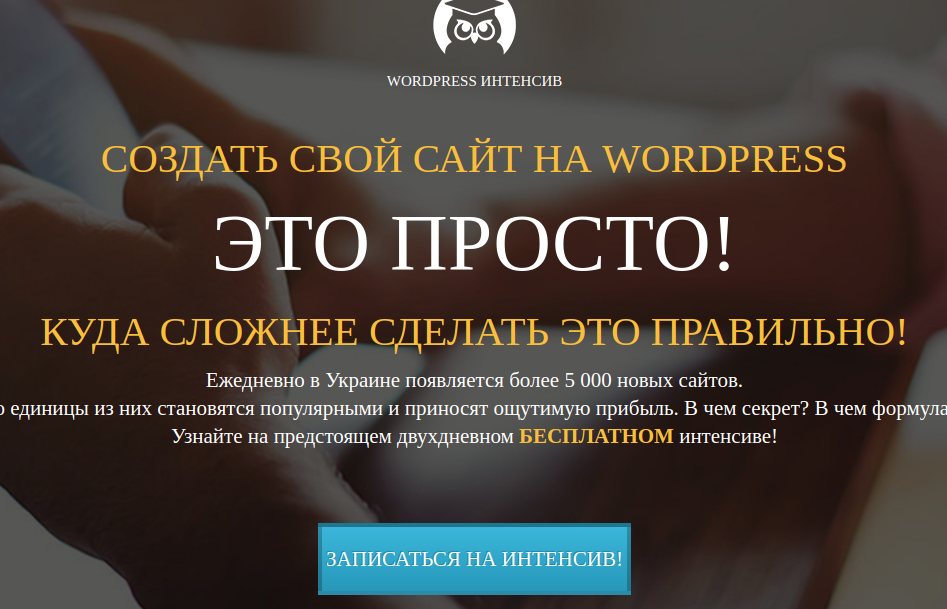 WORDPRESS ИНТЕНСИВ
СОЗДАТЬ СВОЙ САЙТ НА WORDPRESS
ЭТО ПРОСТО!
КУДА СЛОЖНЕЕ СДЕЛАТЬ ЭТО ПРАВИЛЬНО!
Ежедневно в Украине появляется более 5 000 новых сайтов.
единицы из них становятся популярными и приносят ощутимую прибыль. В чем секрет? В чем формула
Узнайте на предстоящем двухдневном БЕСПЛАТНОМ интенсиве!
ЗАПИСАТЬСЯ НА ИНТЕНСИВ!